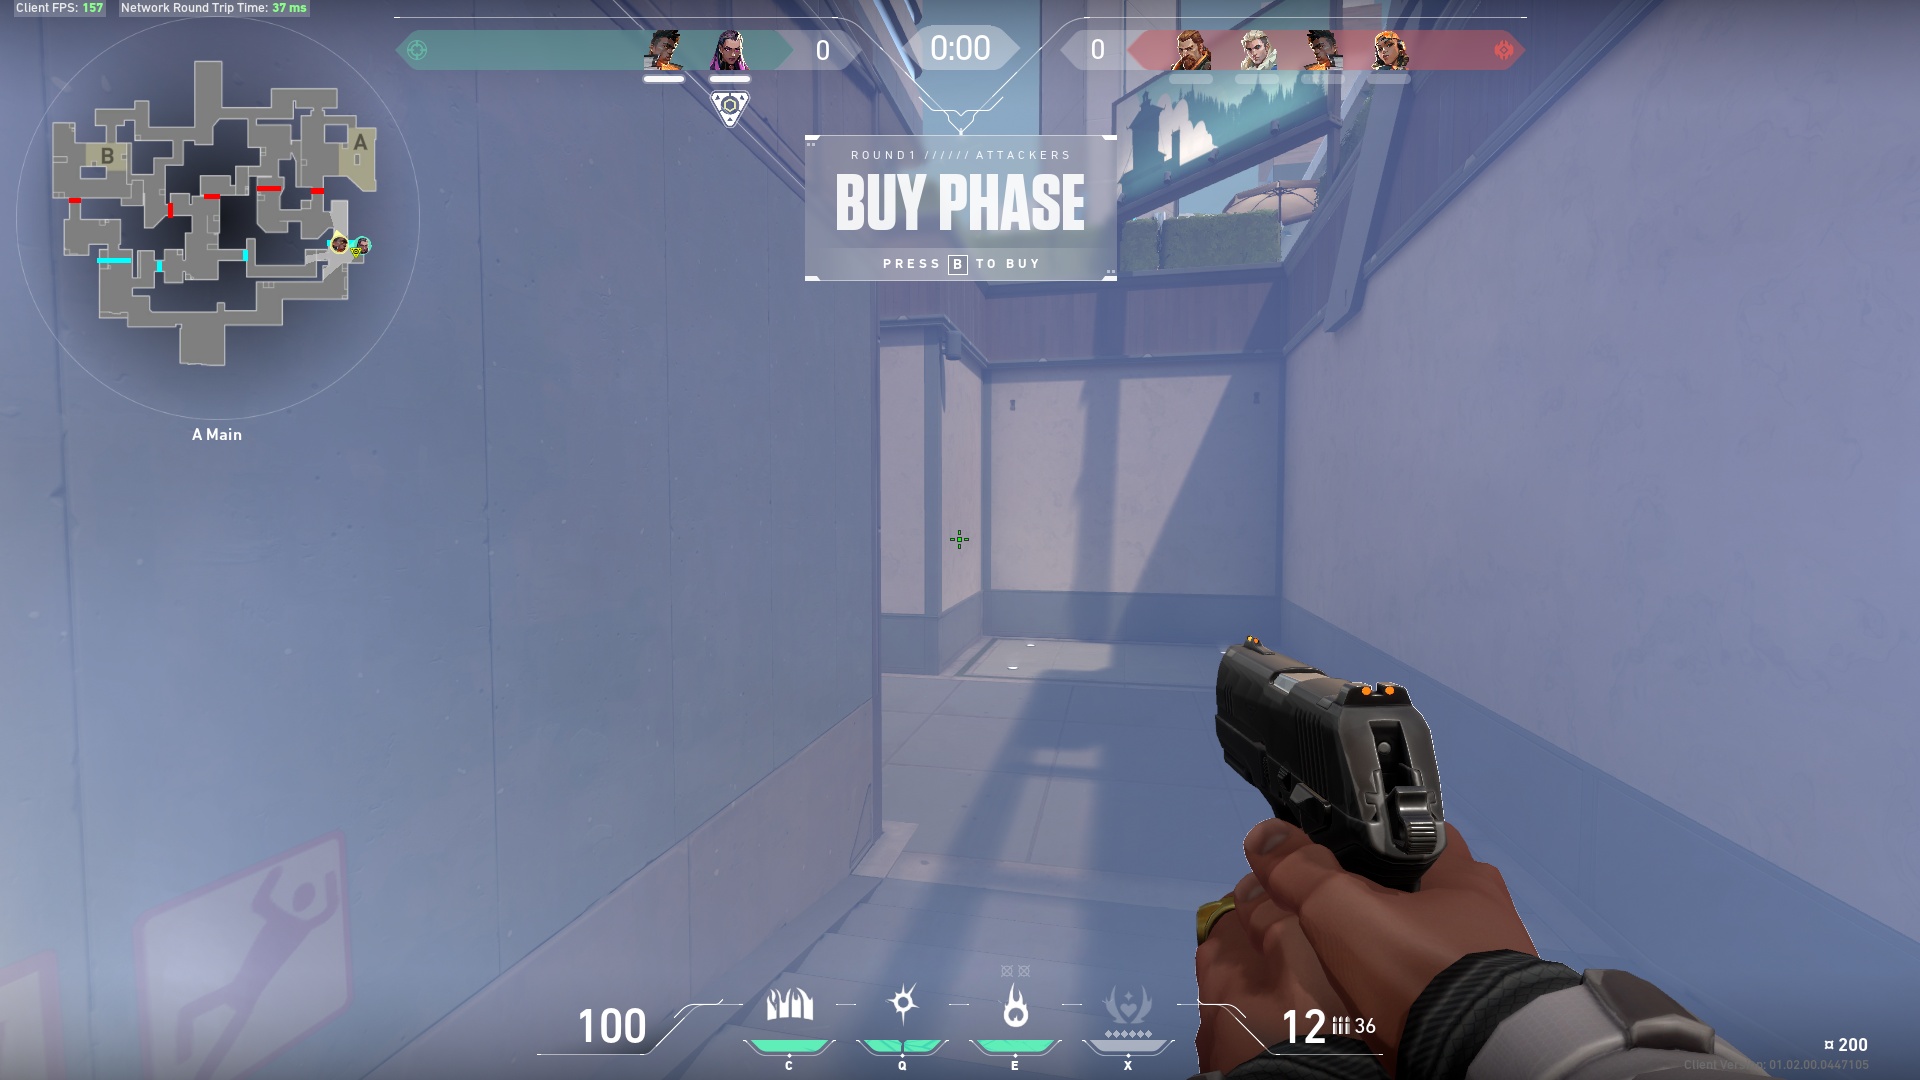 Client FPS: 157 Network Round Trip Time: 37 ms
0 0:00 0
B A
ROUND 1 ////// ATTACKERS
BUY PHASE
PRESS B TO BUY
A Main
100 12 36
¤ 200
C Q E X
Client Version: 01.02.00.0447105